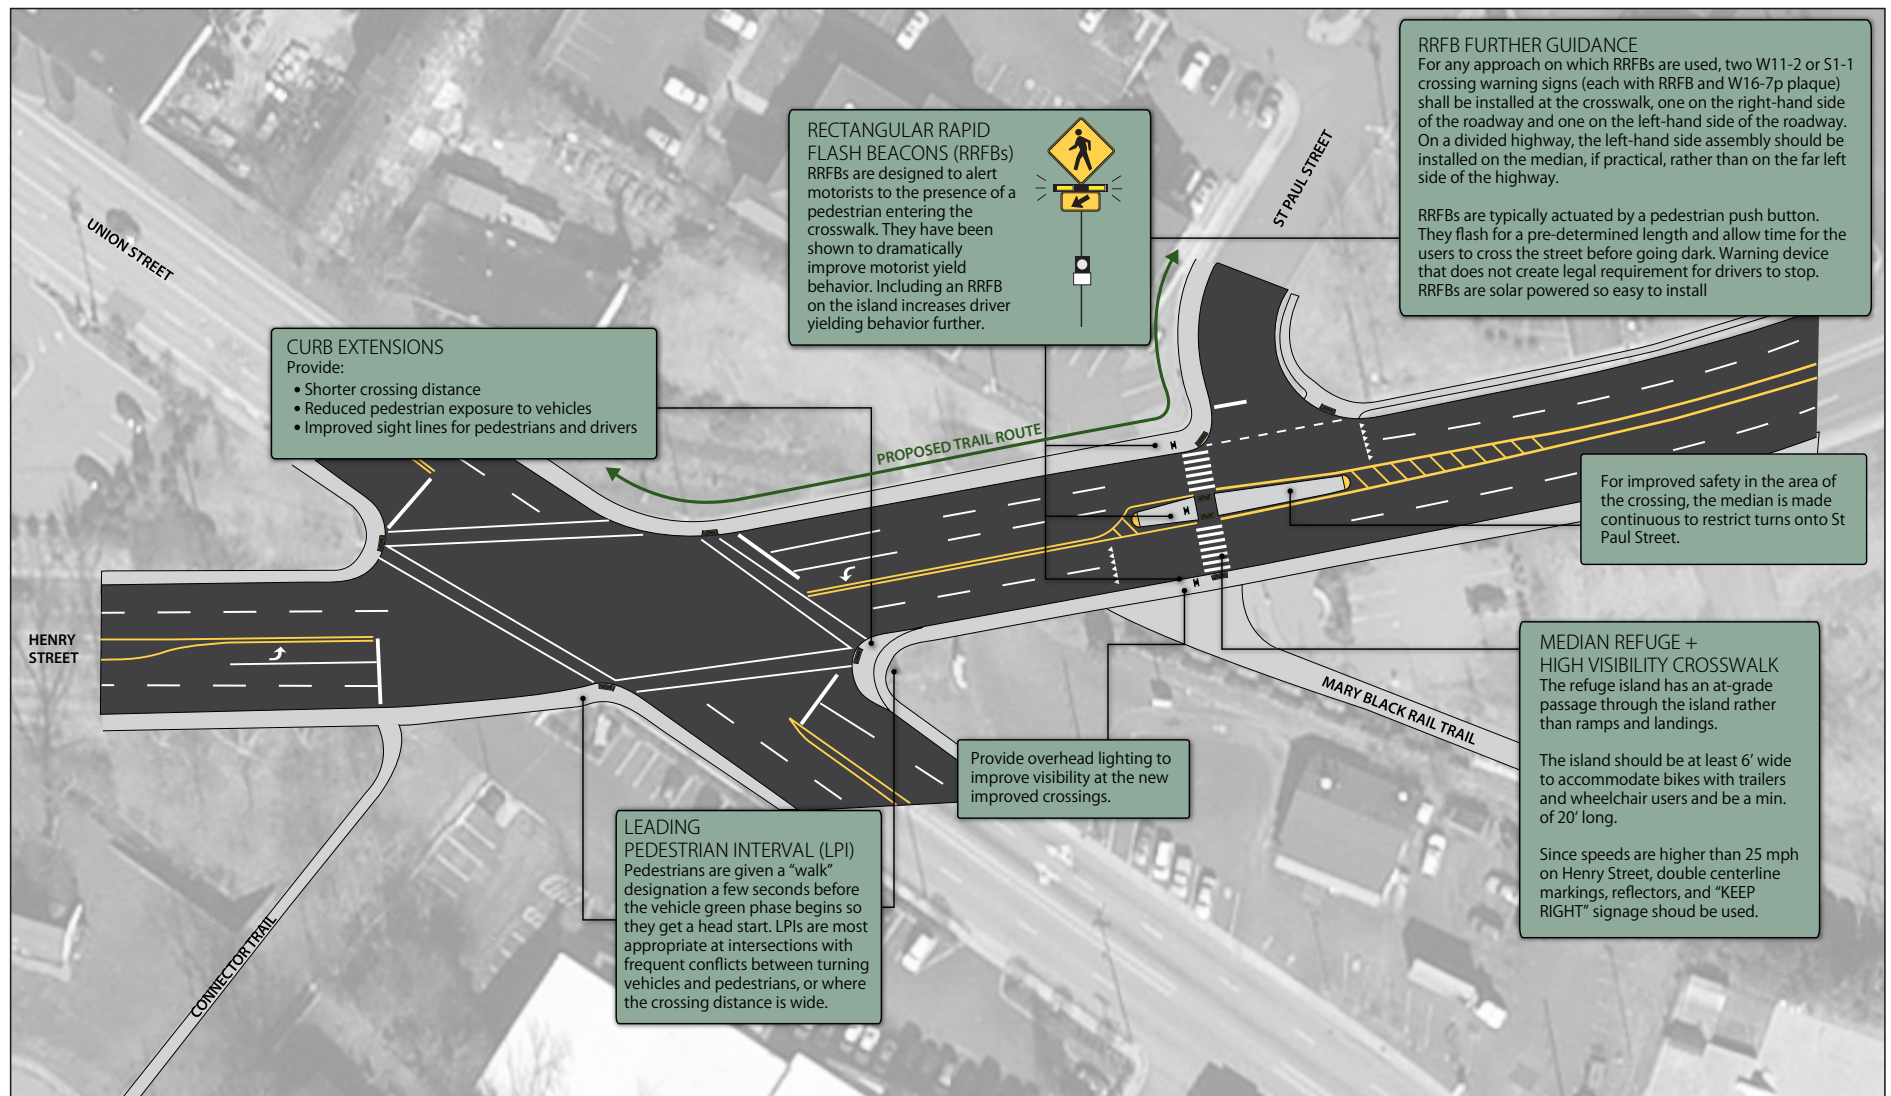 RRFB FURTHER GUIDANCE
For any approach on which RRFBs are used, two W11-2 or S1-1
crossing warning signs (each with RRFB and W16-7p plaque)
shall be installed at the crosswalk, one on the right-hand side
of the roadway and one on the left-hand side of the roadway.
On a divided highway, the left-hand side assembly should be
installed on the median, if practical, rather than on the far left
side of the highway.
RRFBs are typically actuated by a pedestrian push button.
They flash for a pre-determined length and allow time for the
users to cross the street before going dark. Warning device
that does not create legal requirement for drivers to stop.
RRFBs are solar powered so easy to install
RECTANGULAR RAPID
FLASH BEACONS (RRFBs)
RRFBs are designed to alert
motorists to the presence of a
pedestrian entering the
crosswalk. They have been
shown to dramatically
improve motorist yield
behavior. Including an RRFB
on the island increases driver
yielding behavior further.
ST PAUL STREET
UNION STREET
CURB EXTENSIONS
Provide:
• Shorter crossing distance
• Reduced pedestrian exposure to vehicles
• Improved sight lines for pedestrians and drivers
PROPOSED TRAIL ROUTE
For improved safety in the area of
the crossing, the median is made
continuous to restrict turns onto St
Paul Street.
HENRY
STREET
MEDIAN REFUGE +
HIGH VISIBILITY CROSSWALK
The refuge island has an at-grade
passage through the island rather
than ramps and landings.
The island should be at least 6' wide
to accommodate bikes with trailers
and wheelchair users and be a min.
of 20' long.
Since speeds are higher than 25 mph
on Henry Street, double centerline
markings, reflectors, and “KEEP
RIGHT” signage shoud be used.
MARY BLACK RAIL TRAIL
Provide overhead lighting to
improve visibility at the new
improved crossings.
LEADING
PEDESTRIAN INTERVAL (LPI)
Pedestrians are given a “walk”
designation a few seconds before
the vehicle green phase begins so
they get a head start. LPIs are most
appropriate at intersections with
frequent conflicts between turning
vehicles and pedestrians, or where
the crossing distance is wide.
CONNECTOR TRAIL